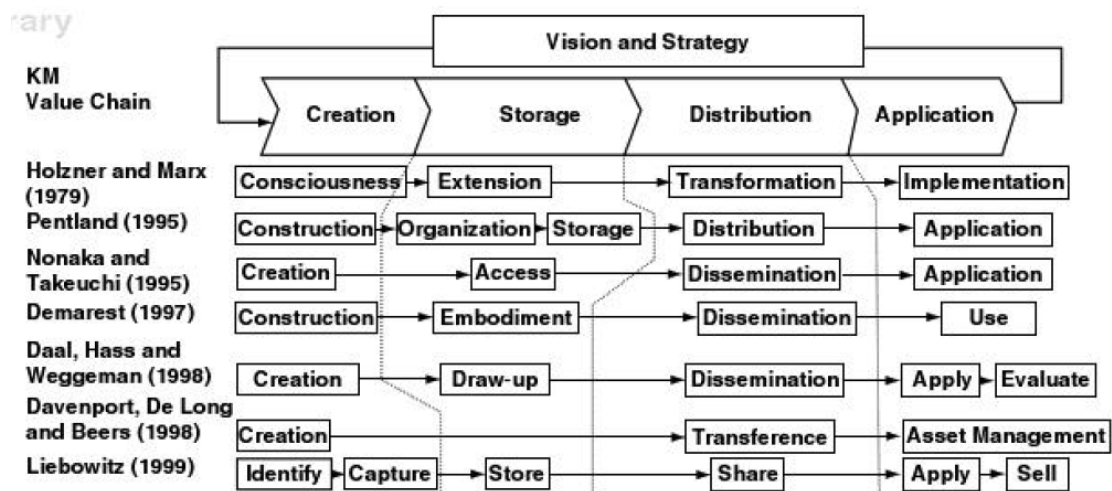 rary
Vision and Strategy
KM
Value Chain
Creation Storage Distribution Application
Holzner and Marx
(1979)
Consciousness Extension Transformation Implementation
Pentland (1995)
Construction Organization Storage Distribution Application
Nonaka and
Takeuchi (1995)
Creation Access Dissemination Application
Demarest (1997)
Construction Embodiment Dissemination Use
Daal, Hass and
Weggeman (1998)
Creation Draw-up Dissemination Apply Evaluate
Davenport, De Long
and Beers (1998)
Creation Transference Asset Management
Liebowitz (1999)
Identify Capture Store Share Apply Sell